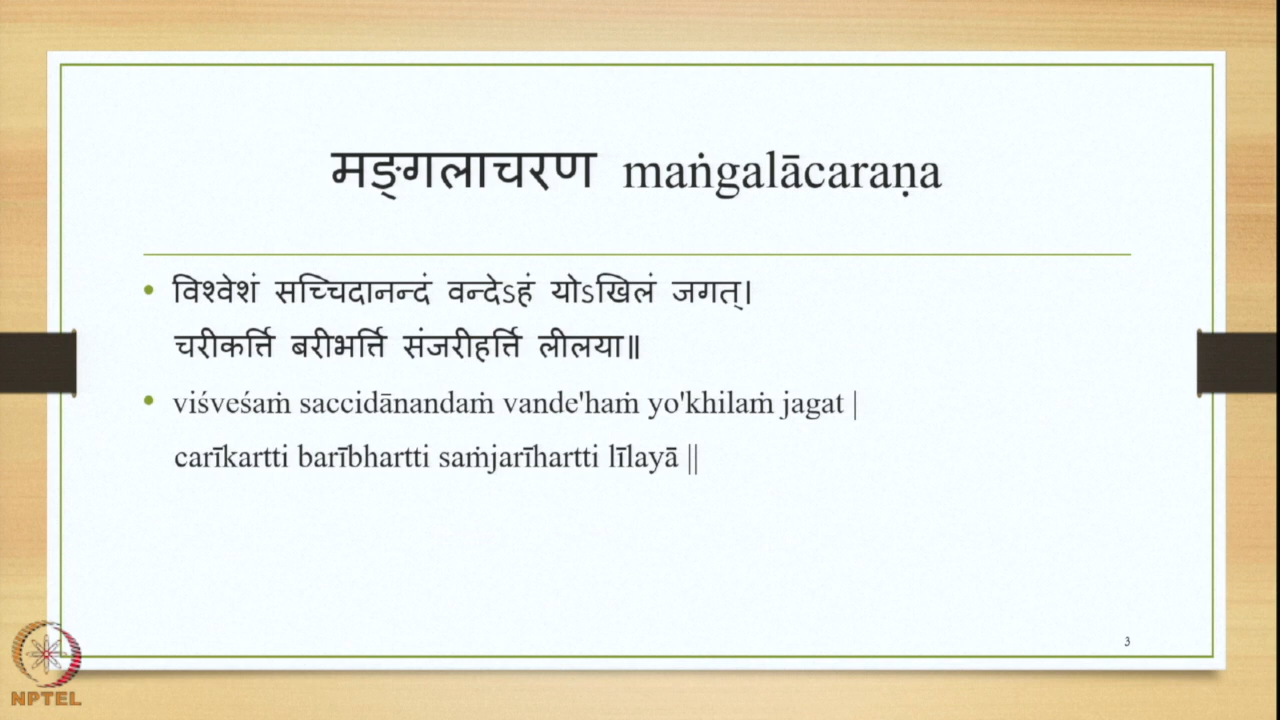 मङ्गलाचरण maṅgalācaraṇa
• विश्वेशं सच्चिदानन्दं वन्देऽहं योऽखिलं जगत्।
चरीकर्त्ति बरीभर्त्ति संजरीहर्त्ति लीलया॥
• viśveśaṁ saccidānandaṁ vande'haṁ yo'khilaṁ jagat |
carīkartti barībhartti saṁjarīhartti līlayā ||
3
NPTEL